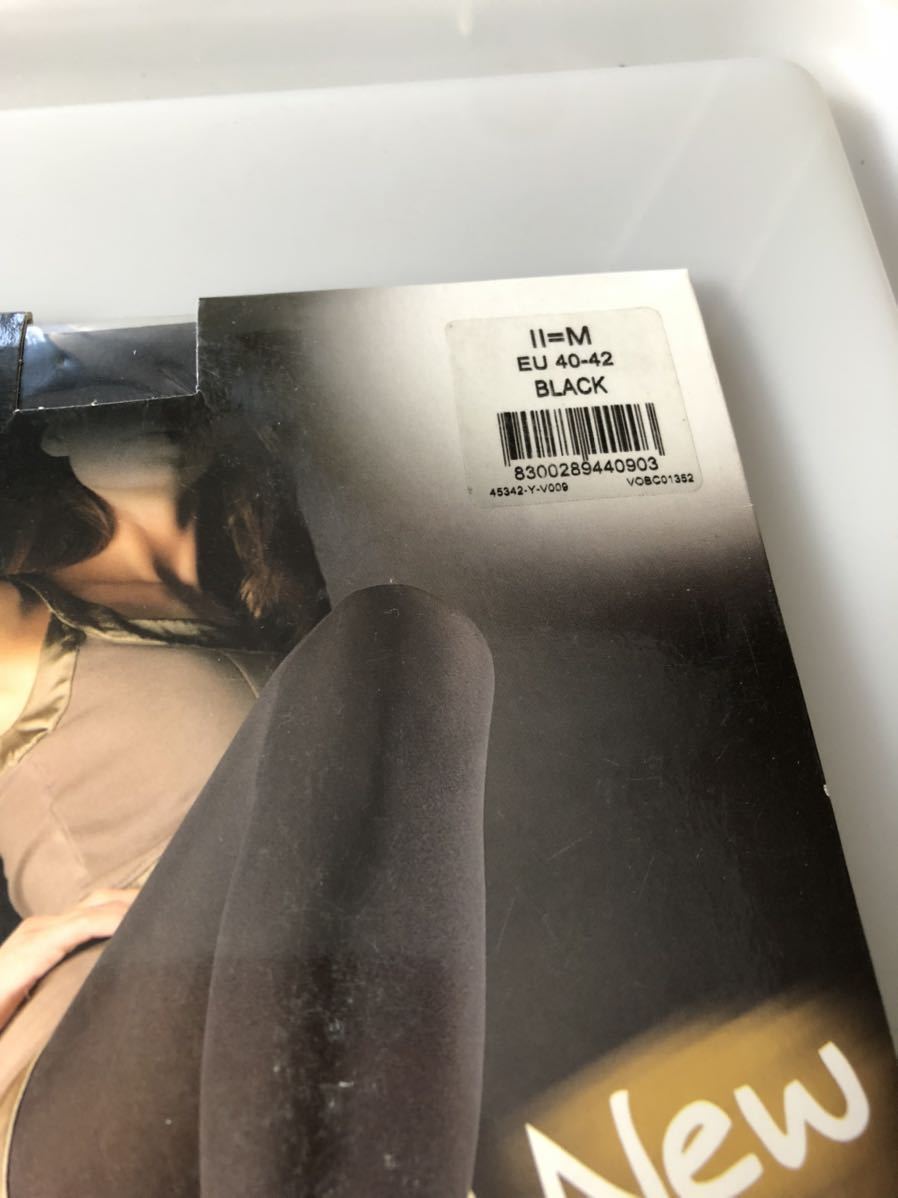 II=M
EU 40-42
BLACK
8300289440903
45342-Y-V009 VOBC01352
New